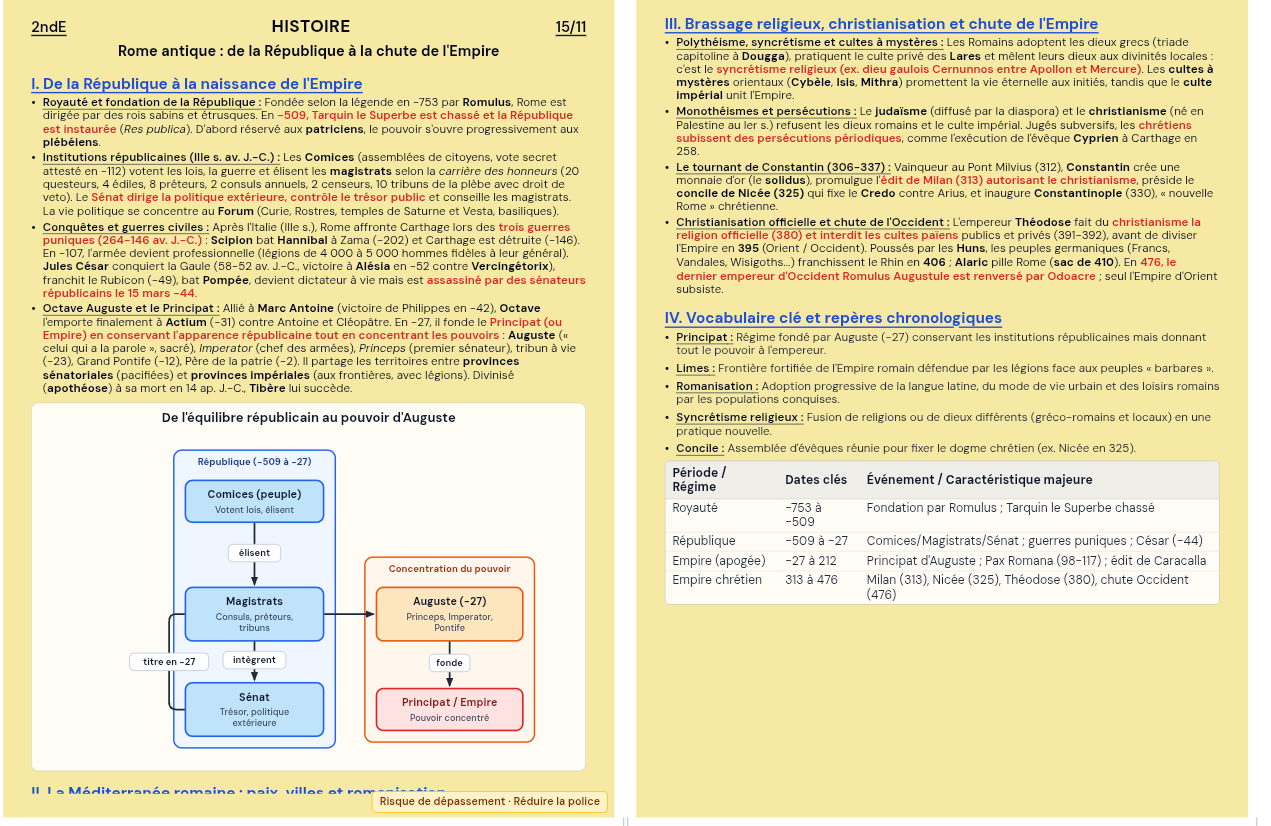 2ndE HISTOIRE 15/11
Rome antique : de la République à la chute de l'Empire
I. De la République à la naissance de l'Empire
• Royauté et fondation de la République : Fondée selon la légende en -753 par Romulus, Rome est
dirigée par des rois sabins et étrusques. En -509, Tarquin le Superbe est chassé et la République
est instaurée (Res publica). D'abord réservé aux patriciens, le pouvoir s'ouvre progressivement aux
plébéiens.
• Institutions républicaines (IIIe s. av. J.-C.) : Les Comices (assemblées de citoyens, vote secret
attesté en -112) votent les lois, la guerre et élisent les magistrats selon la carrière des honneurs (20
questeurs, 4 édiles, 8 préteurs, 2 consuls annuels, 2 censeurs, 10 tribuns de la plèbe avec droit de
veto). Le Sénat dirige la politique extérieure, contrôle le trésor public et conseille les magistrats.
La vie politique se concentre au Forum (Curie, Rostres, temples de Saturne et Vesta, basiliques).
• Conquêtes et guerres civiles : Après l'Italie (IIIe s.), Rome affronte Carthage lors des trois guerres
puniques (264-146 av. J.-C.) : Scipion bat Hannibal à Zama (-202) et Carthage est détruite (-146).
En -107, l'armée devient professionnelle (légions de 4 000 à 5 000 hommes fidèles à leur général).
Jules César conquiert la Gaule (58-52 av. J.-C., victoire à Alésia en -52 contre Vercingétorix),
franchit le Rubicon (-49), bat Pompée, devient dictateur à vie mais est assassiné par des sénateurs
républicains le 15 mars -44.
• Octave Auguste et le Principat : Allié à Marc Antoine (victoire de Philippes en -42), Octave
l'emporte finalement à Actium (-31) contre Antoine et Cléopâtre. En -27, il fonde le Principat (ou
Empire) en conservant l'apparence républicaine tout en concentrant les pouvoirs : Auguste («
celui qui a la parole », sacré), Imperator (chef des armées), Princeps (premier sénateur), tribun à vie
(-23), Grand Pontife (-12), Père de la patrie (-2). Il partage les territoires entre provinces
sénatoriales (pacifiées) et provinces impériales (aux frontières, avec légions). Divinisé
(apothéose) à sa mort en 14 ap. J.-C., Tibère lui succède.
De l'équilibre républicain au pouvoir d'Auguste
République (-509 à -27)
Comices (peuple)
Votent lois, élisent
élisent
Magistrats
Consuls, préteurs,
tribuns
intègrent
titre en -27
Sénat
Trésor, politique
extérieure
Concentration du pouvoir
Auguste (-27)
Princeps, Imperator,
Pontife
fonde
Principat / Empire
Pouvoir concentré
II. La Méditerranée romaine : paix, villes et romanisation
Risque de dépassement · Réduire la police
III. Brassage religieux, christianisation et chute de l'Empire
• Polythéisme, syncrétisme et cultes à mystères : Les Romains adoptent les dieux grecs (triade
capitoline à Dougga), pratiquent le culte privé des Lares et mêlent leurs dieux aux divinités locales :
c'est le syncrétisme religieux (ex. dieu gaulois Cernunnos entre Apollon et Mercure). Les cultes à
mystères orientaux (Cybèle, Isis, Mithra) promettent la vie éternelle aux initiés, tandis que le culte
impérial unit l'Empire.
• Monothéismes et persécutions : Le judaïsme (diffusé par la diaspora) et le christianisme (né en
Palestine au Ier s.) refusent les dieux romains et le culte impérial. Jugés subversifs, les chrétiens
subissent des persécutions périodiques, comme l'exécution de l'évêque Cyprien à Carthage en
258.
• Le tournant de Constantin (306-337) : Vainqueur au Pont Milvius (312), Constantin crée une
monnaie d'or (le solidus), promulgue l'édit de Milan (313) autorisant le christianisme, préside le
concile de Nicée (325) qui fixe le Credo contre Arius, et inaugure Constantinople (330), « nouvelle
Rome » chrétienne.
• Christianisation officielle et chute de l'Occident : L'empereur Théodose fait du christianisme la
religion officielle (380) et interdit les cultes païens publics et privés (391-392), avant de diviser
l'Empire en 395 (Orient / Occident). Poussés par les Huns, les peuples germaniques (Francs,
Vandales, Wisigoths...) franchissent le Rhin en 406 ; Alaric pille Rome (sac de 410). En 476, le
dernier empereur d'Occident Romulus Augustule est renversé par Odoacre ; seul l'Empire d'Orient
subsiste.
IV. Vocabulaire clé et repères chronologiques
• Principat : Régime fondé par Auguste (-27) conservant les institutions républicaines mais donnant
tout le pouvoir à l'empereur.
• Limes : Frontière fortifiée de l'Empire romain défendue par les légions face aux peuples « barbares ».
• Romanisation : Adoption progressive de la langue latine, du mode de vie urbain et des loisirs romains
par les populations conquises.
• Syncrétisme religieux : Fusion de religions ou de dieux différents (gréco-romains et locaux) en une
pratique nouvelle.
• Concile : Assemblée d'évêques réunie pour fixer le dogme chrétien (ex. Nicée en 325).
Période / Régime Dates clés Événement / Caractéristique majeure
Royauté -753 à -509 Fondation par Romulus ; Tarquin le Superbe chassé
République -509 à -27 Comices/Magistrats/Sénat ; guerres puniques ; César (-44)
Empire (apogée) -27 à 212 Principat d'Auguste ; Pax Romana (98-117) ; édit de Caracalla
Empire chrétien 313 à 476 Milan (313), Nicée (325), Théodose (380), chute Occident
(476)